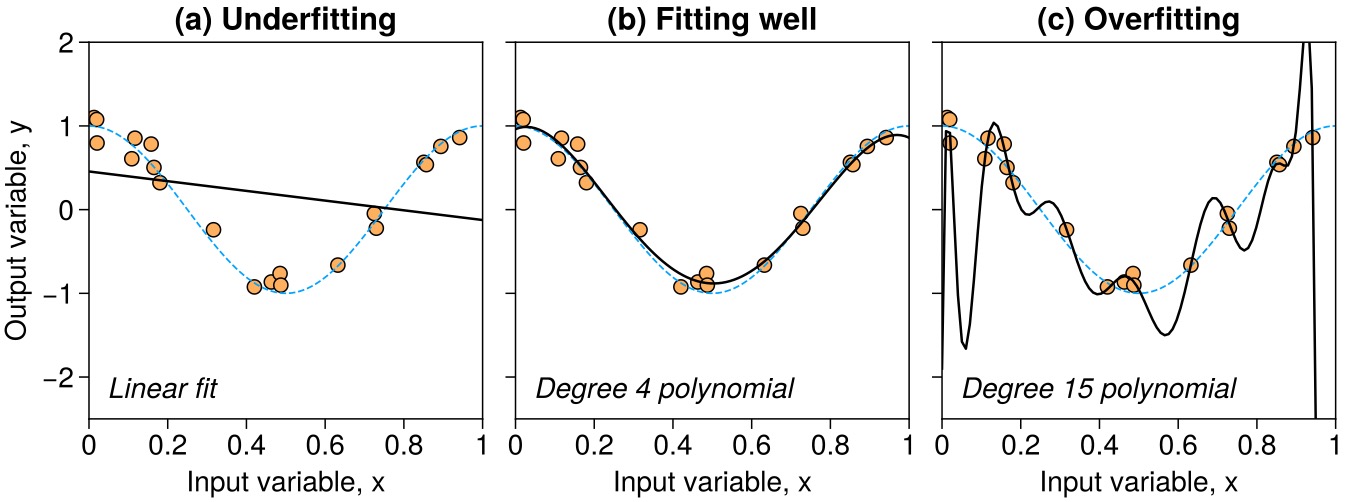 (a) Underfitting
(b) Fitting well
(c) Overfitting
Output variable, y
2
1
0
−1
−2
Linear fit
Degree 4 polynomial
Degree 15 polynomial
0 0.2 0.4 0.6 0.8 1
0 0.2 0.4 0.6 0.8 1
0 0.2 0.4 0.6 0.8 1
Input variable, x
Input variable, x
Input variable, x